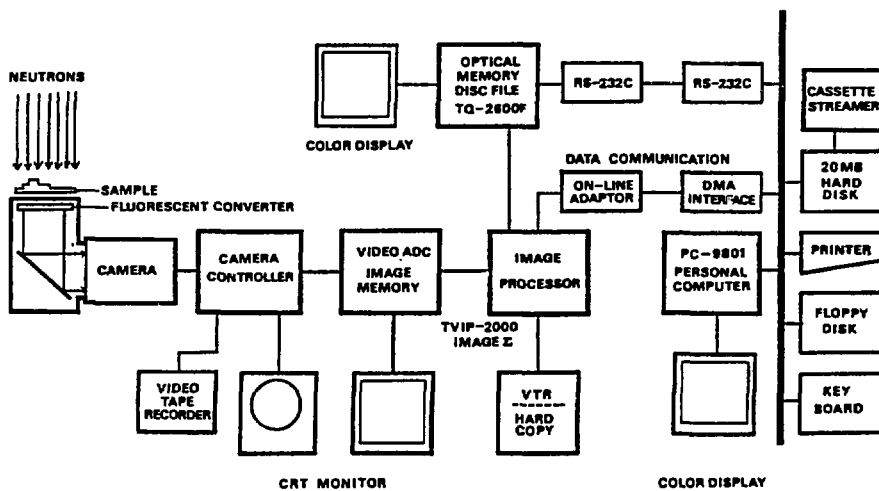 NEUTRONS
SAMPLE
FLUORESCENT CONVERTER
CAMERA
CAMERA
CONTROLLER
VIDEO ADC
IMAGE
MEMORY
IMAGE
PROCESSOR
TVIP-2000
IMAGE Σ
VIDEO
TAPE
RECORDER
CRT MONITOR
VTR
HARD
COPY
COLOR DISPLAY
OPTICAL
MEMORY
DISC FILE
TQ-2600F
RS-232C
RS-232C
DATA COMMUNICATION
ON-LINE
ADAPTOR
DMA
INTERFACE
PC-9801
PERSONAL
COMPUTER
COLOR DISPLAY
CASSETTE
STREAMER
20MB
HARD
DISK
PRINTER
FLOPPY
DISK
KEY
BOARD